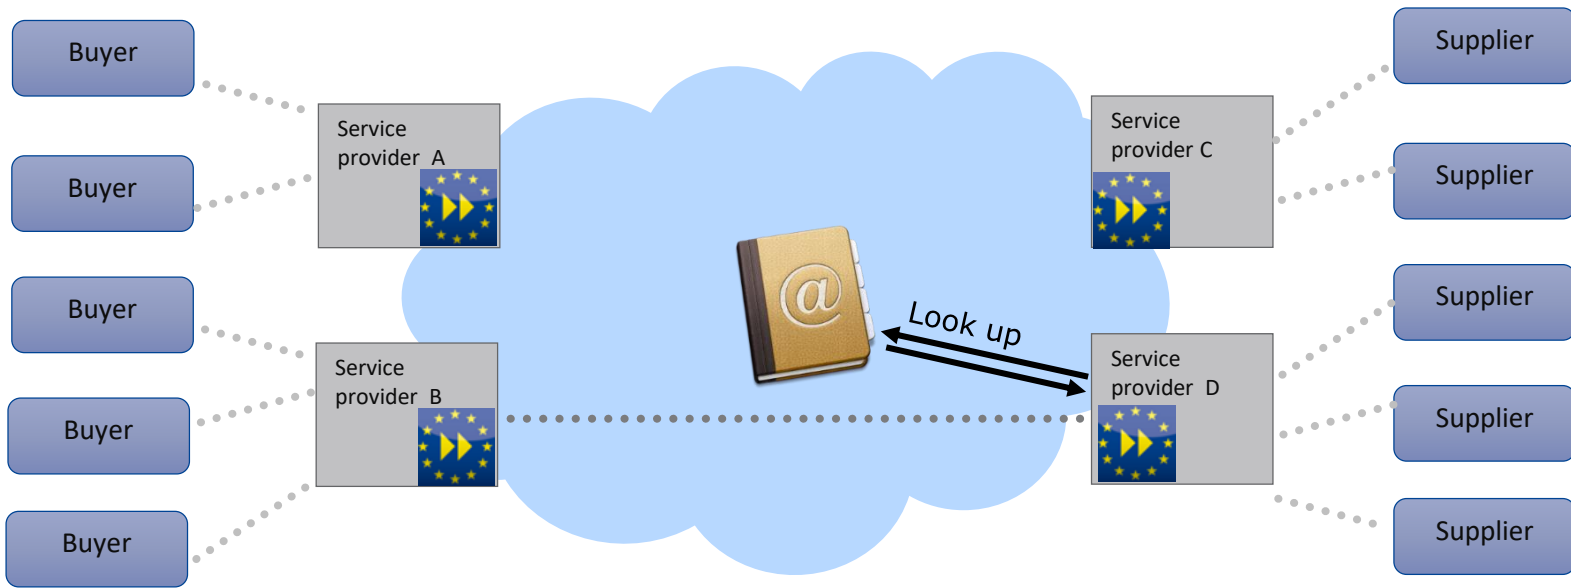 Buyer
Buyer
Buyer
Buyer
Buyer
Service
provider A
Service
provider B
@
Look up
Service
provider C
Service
provider D
Supplier
Supplier
Supplier
Supplier
Supplier